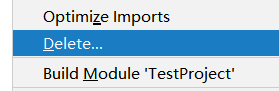 Optimize Imports
Delete...
Build Module 'TestProject'